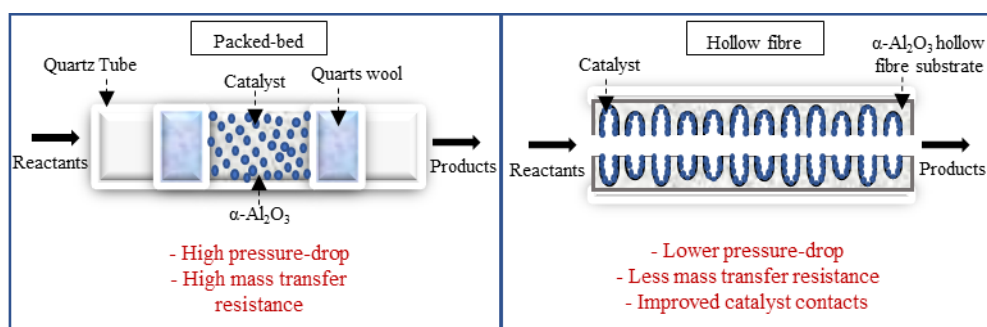 Packed-bed
Quartz Tube
Catalyst
Quarts wool
Reactants
Products
α-Al₂O₃
- High pressure-drop
- High mass transfer
resistance
Hollow fibre
Catalyst
α-Al₂O₃ hollow
fibre substrate
Reactants
Products
- Lower pressure-drop
- Less mass transfer resistance
- Improved catalyst contacts